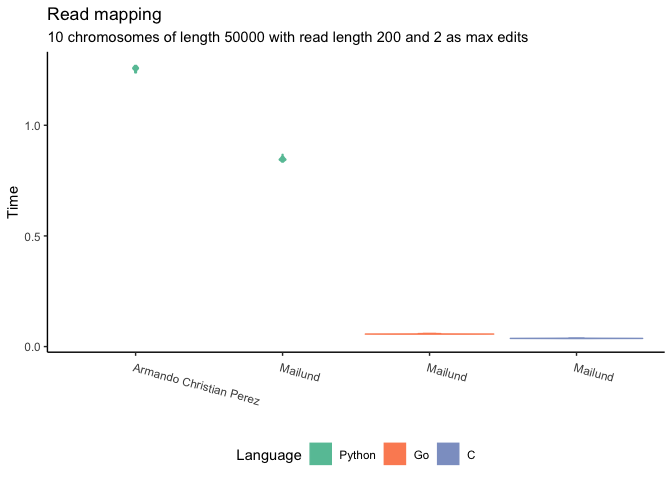 Read mapping
10 chromosomes of length 50000 with read length 200 and 2 as max edits
1.0
0.5
0.0
Time
Armando Christian Perez
Mailund
Mailund
Mailund
Language Python Go C